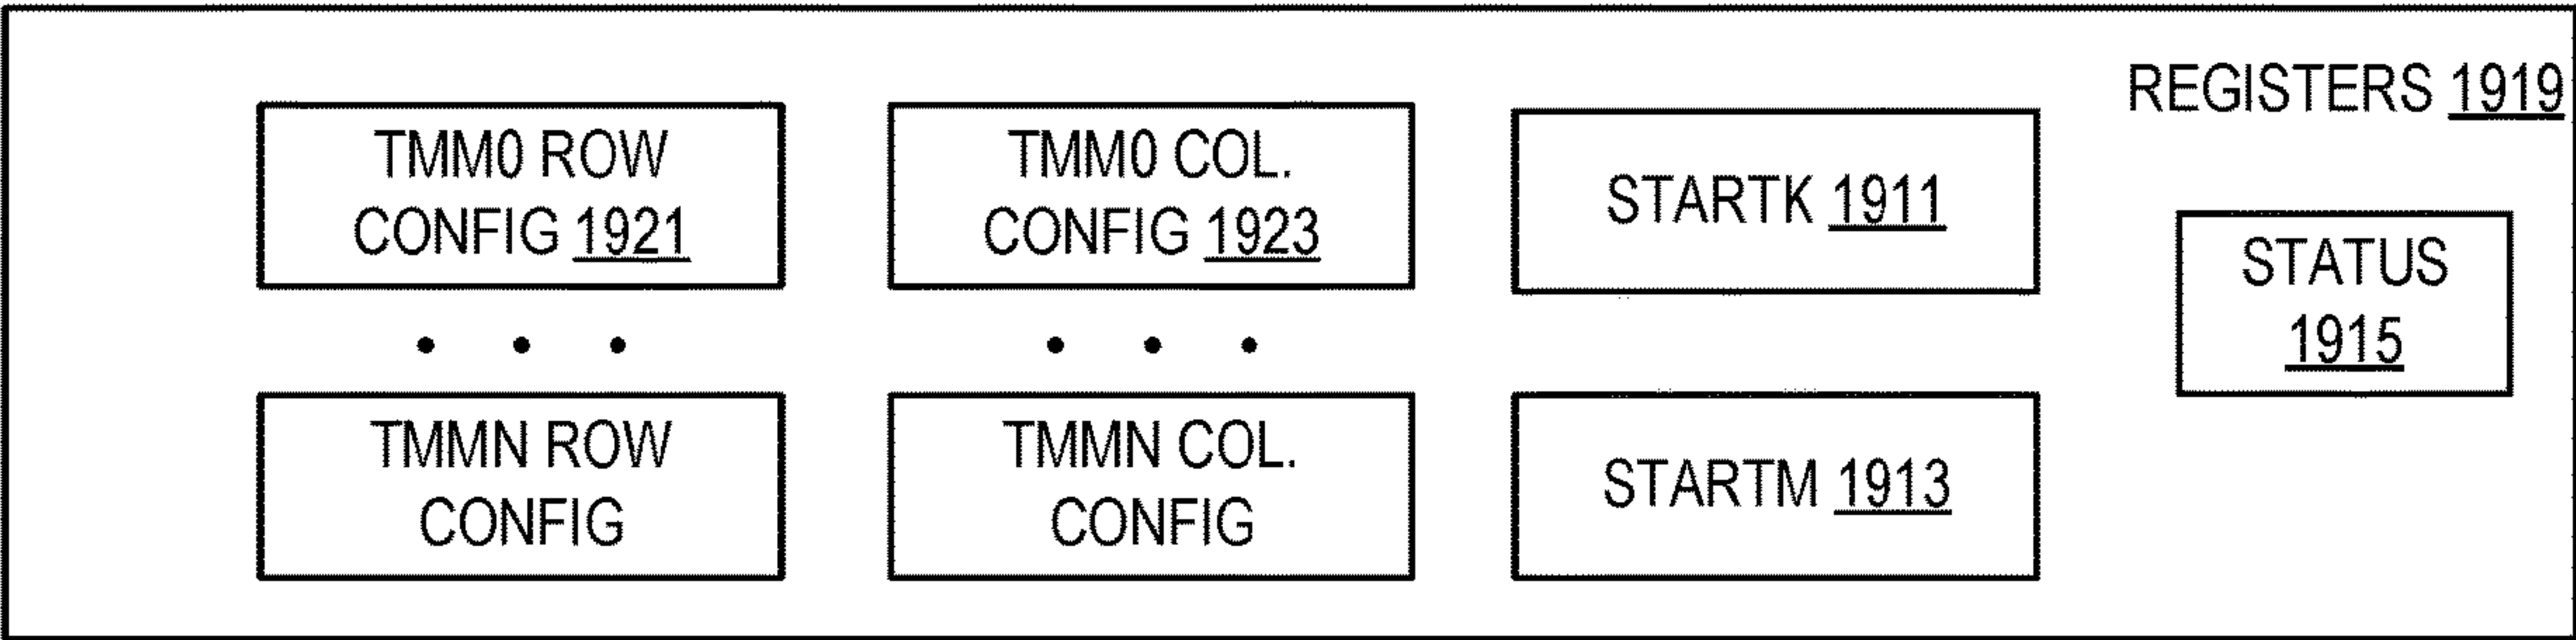 REGISTERS 1919
TMM0 ROW
CONFIG 1921
TMM0 COL.
CONFIG 1923
STARTK 1911
STATUS
1915
TMMN ROW
CONFIG
TMMN COL.
CONFIG
STARTM 1913